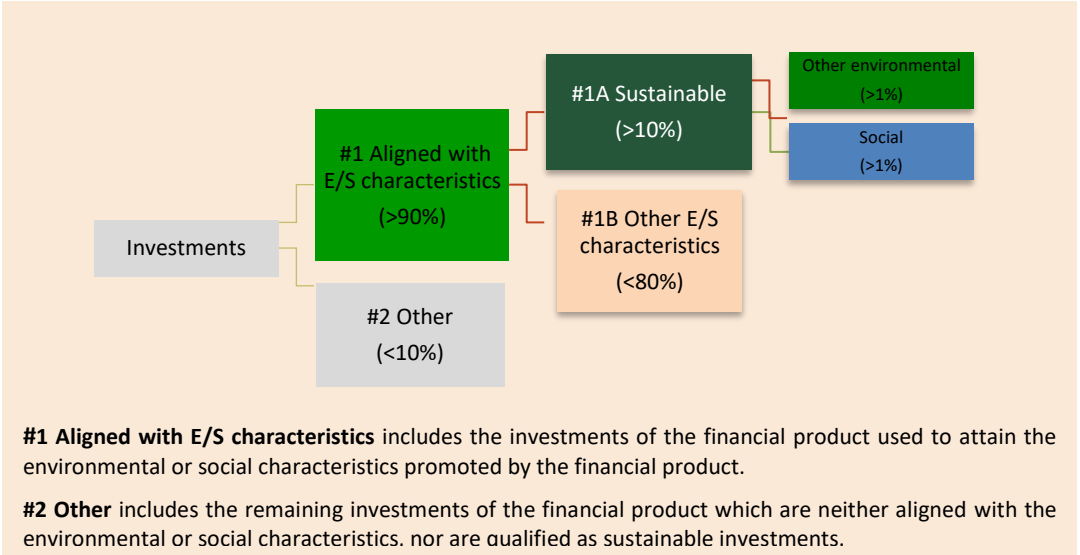 Investments
#1 Aligned with
E/S characteristics
(>90%)
#2 Other
(<10%)
#1A Sustainable
(>10%)
#1B Other E/S
characteristics
(<80%)
Other environmental
(>1%)
Social
(>1%)
#1 Aligned with E/S characteristics includes the investments of the financial product used to attain the
environmental or social characteristics promoted by the financial product.
#2 Other includes the remaining investments of the financial product which are neither aligned with the
environmental or social characteristics, nor are qualified as sustainable investments.